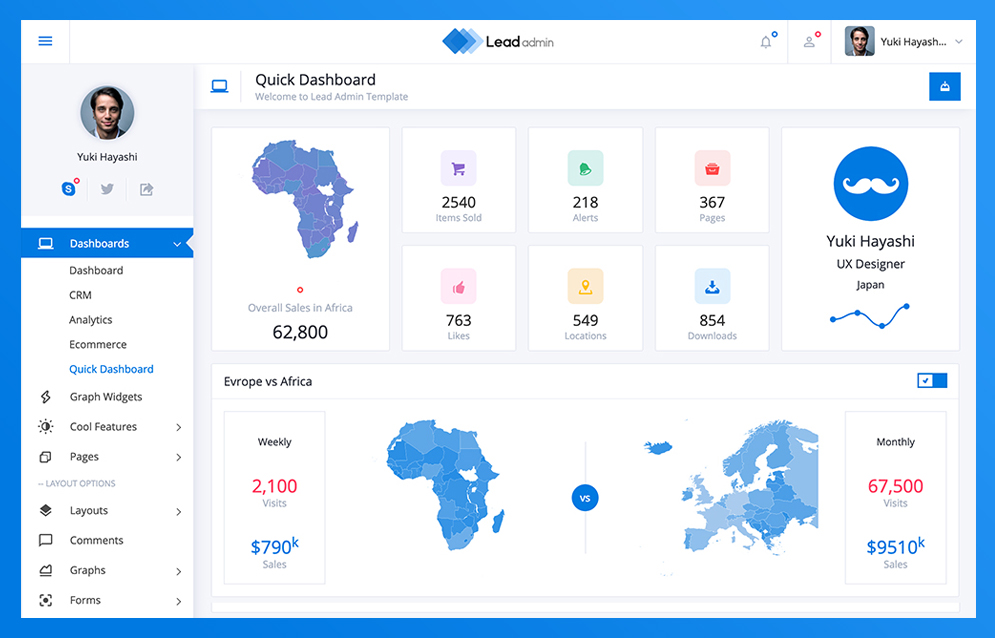 Lead admin
Yuki Hayash...
Yuki Hayashi
S
Dashboards
Dashboard
CRM
Analytics
Ecommerce
Quick Dashboard
Graph Widgets
Cool Features
Pages
-- LAYOUT OPTIONS
Layouts
Comments
Graphs
Forms
Quick Dashboard
Welcome to Lead Admin Template
Overall Sales in Africa
62,800
2540
Items Sold
218
Alerts
367
Pages
763
Likes
549
Locations
854
Downloads
Yuki Hayashi
UX Designer
Japan
Evrope vs Africa
Weekly
2,100
Visits
$790k
Sales
vs
Monthly
67,500
Visits
$9510k
Sales